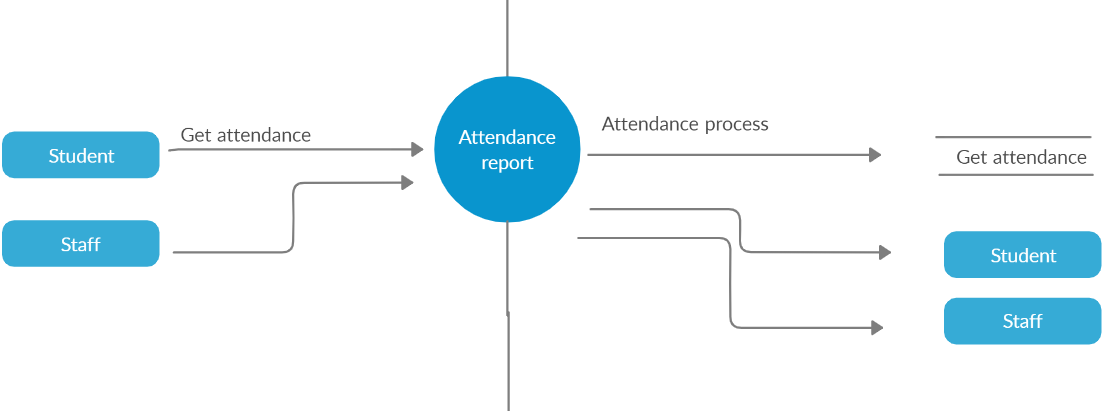 Get attendance
Student
Staff
Attendance
report
Attendance process
Get attendance
Student
Staff